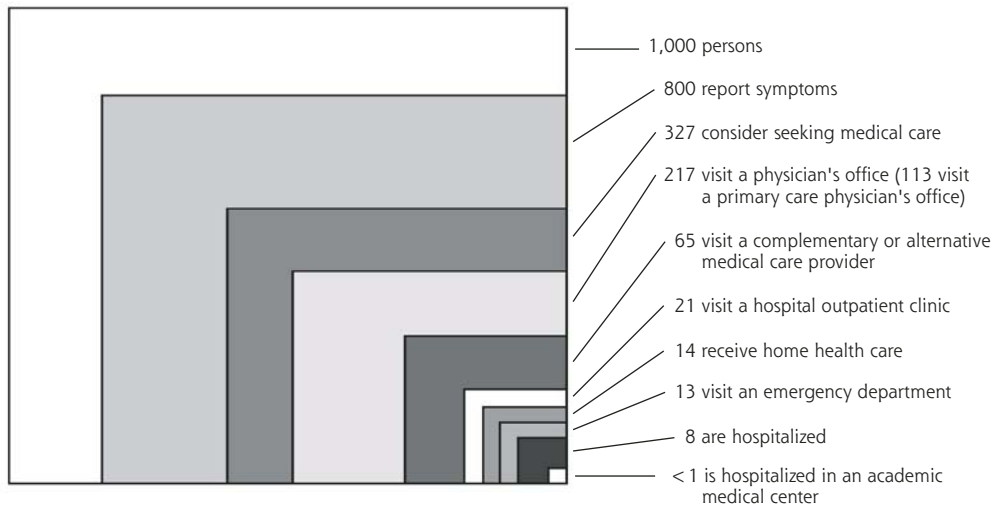 1,000 persons
800 report symptoms
327 consider seeking medical care
217 visit a physician's office (113 visit
a primary care physician's office)
65 visit a complementary or alternative
medical care provider
21 visit a hospital outpatient clinic
14 receive home health care
13 visit an emergency department
8 are hospitalized
<1 is hospitalized in an academic
medical center